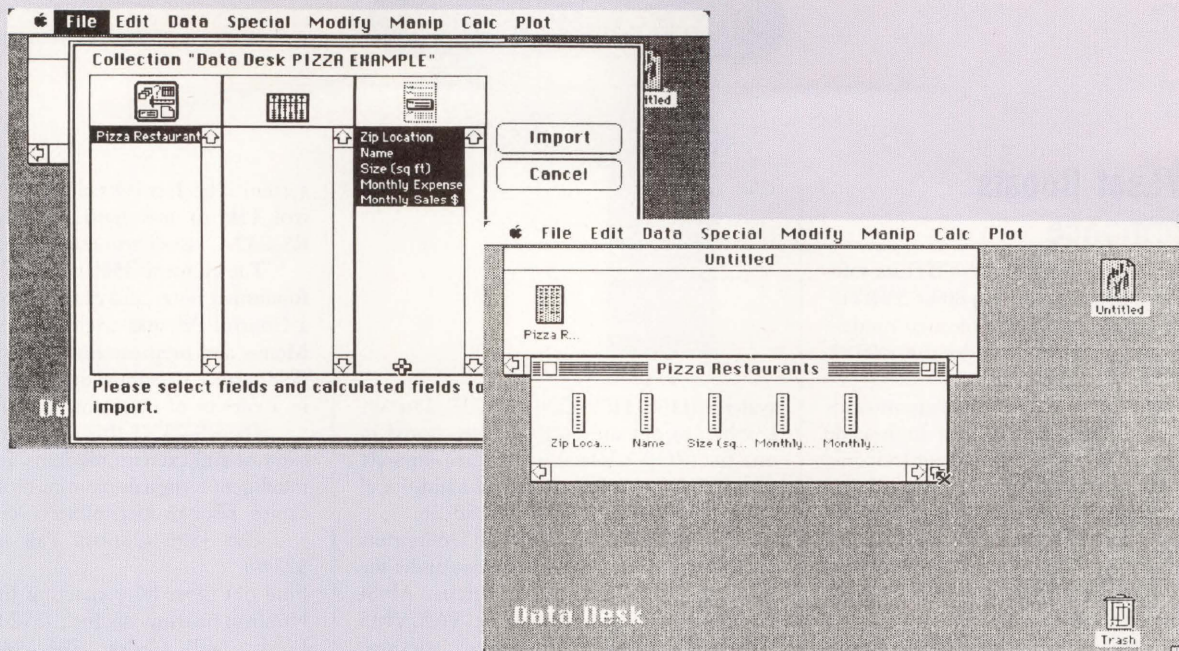 File Edit Data Special Modify Manip Calc Plot
Collection "Data Desk PIZZA EXAMPLE"
Pizza Restaurant
Zip Location
Name
Size (sq ft)
Monthly Expense
Monthly Sales $
Import
Cancel
Please select fields and calculated fields to
import.
Da
itled
File Edit Data Special Modify Manip Calc Plot
Untitled
Pizza R...
Untitled
Pizza Restaurants
Zip Loca... Name Size (sq... Monthly... Monthly...
Data Desk
Trash